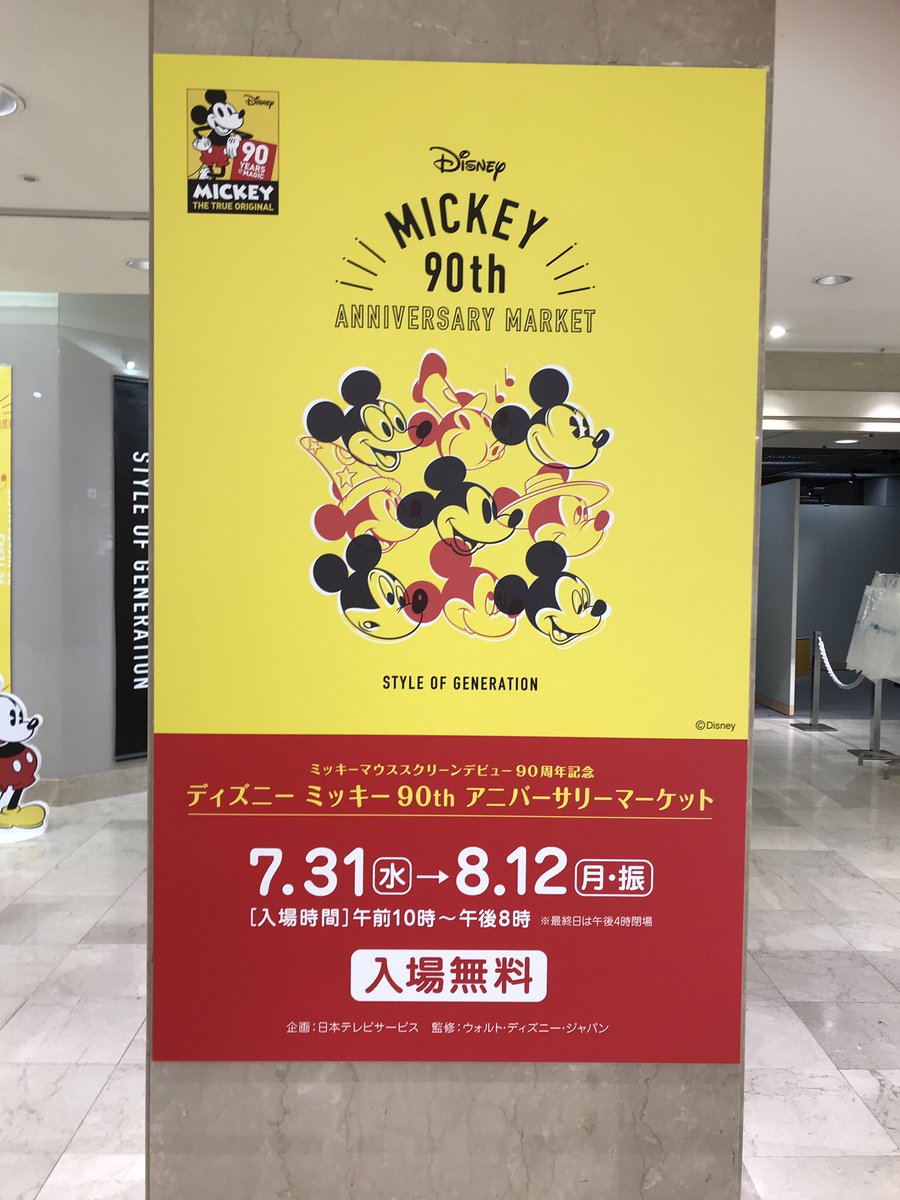 Disney
90
YEARS
OF
MAGIC
MICKEY
THE TRUE ORIGINAL
Disney
MICKEY
90th
ANNIVERSARY MARKET
STYLE OF GENERATION
©Disney
ミッキーマウススクリーンデビュー90周年記念
ディズニー ミッキー 90th アニバーサリーマーケット
7.31 水 → 8.12 月・振
[入場時間]午前10時～午後8時 ※最終日は午後4時閉場
入場無料
企画：日本テレビサービス 監修：ウォルト・ディズニー・ジャパン
STYLE OF GENERATION